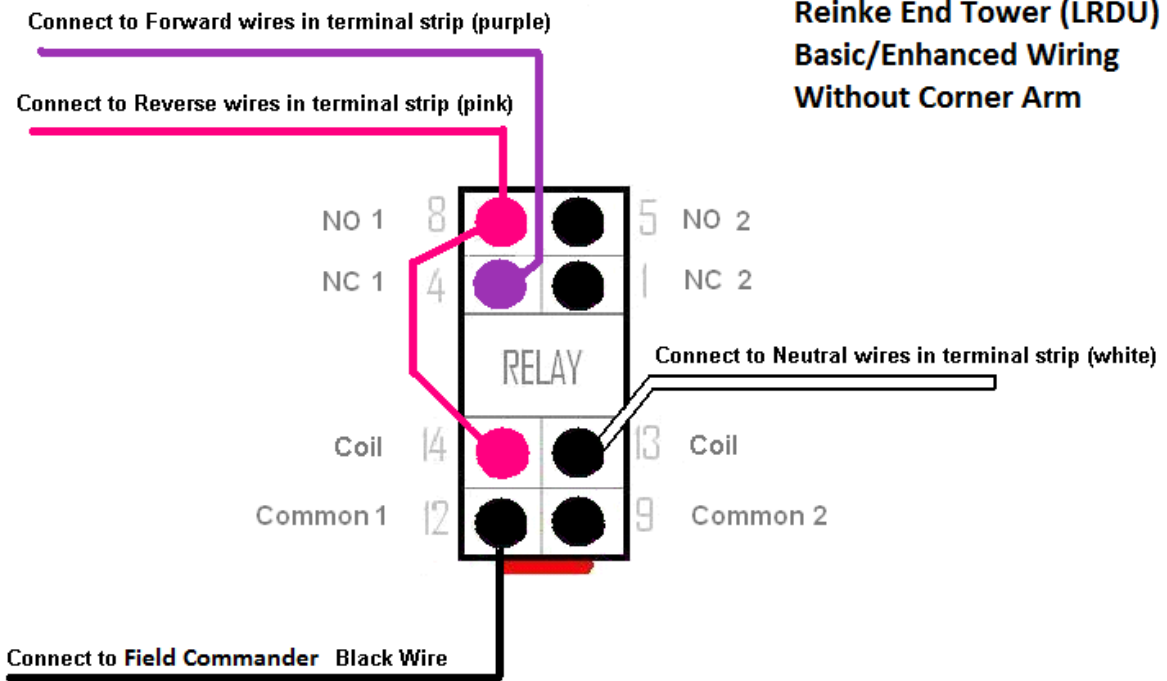 Connect to Forward wires in terminal strip (purple)
Reinke End Tower (LRDU)
Basic/Enhanced Wiring
Without Corner Arm
Connect to Reverse wires in terminal strip (pink)
NO 1 8 5 NO 2
NC 1 4 1 NC 2
RELAY
Connect to Neutral wires in terminal strip (white)
Coil 14 13 Coil
Common 1 12 9 Common 2
Connect to Field Commander Black Wire